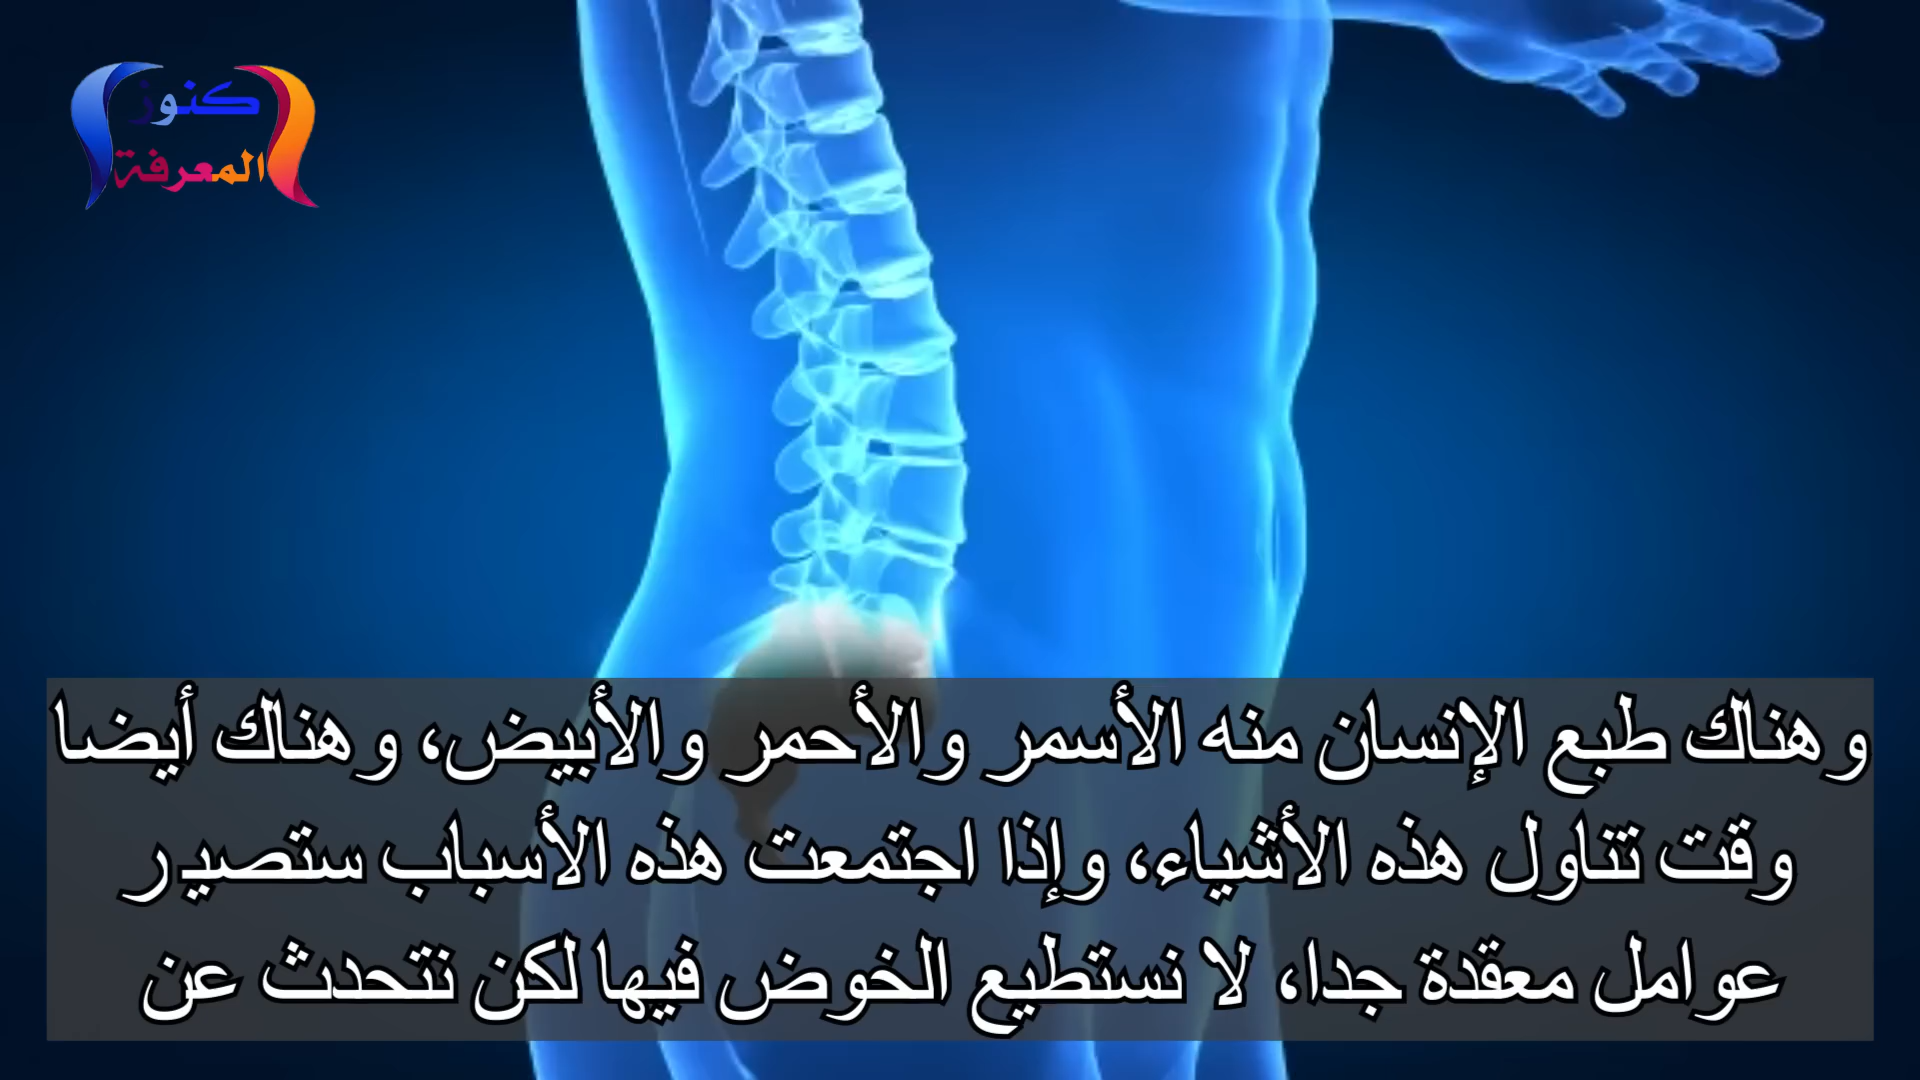 كنوز
المعرفة
وهناك طبع الإنسان منه الأسمر والأحمر والأبيض، وهناك أيضا
وقت تناول هذه الأشياء، وإذا اجتمعت هذه الأسباب ستصير
عوامل معقدة جدا، لا نستطيع الخوض فيها لكن نتحدث عن